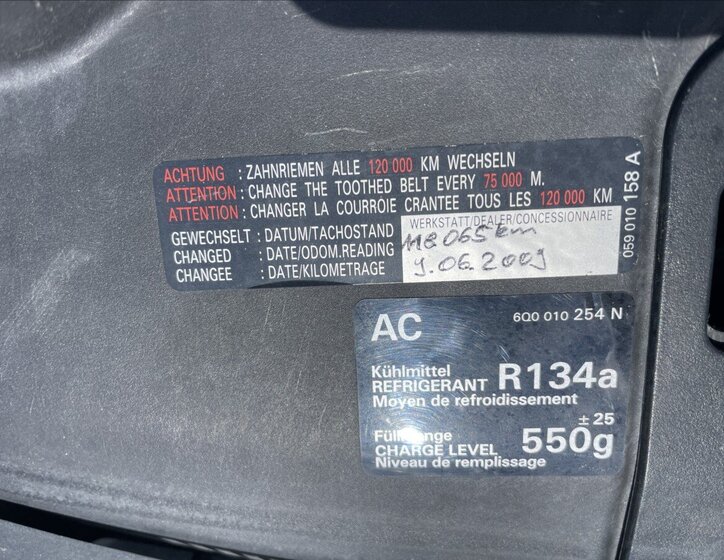 ACHTUNG : ZAHNRIEMEN ALLE 120 000 KM WECHSELN
ATTENTION : CHANGE THE TOOTHED BELT EVERY 75 000 M.
ATTENTION : CHANGER LA COURROIE CRANTEE TOUS LES 120 000 KM
WERKSTATT/DEALER/CONCESSIONNAIRE
GEWECHSELT : DATUM/TACHOSTAND 118 065 km
CHANGED : DATE/ODOM.READING
CHANGEE : DATE/KILOMETRAGE 9.06.2009
059 010 158 A
AC 6Q0 010 254 N
Kühlmittel
REFRIGERANT R134a
Moyen de refroidissement
± 25
Füllmenge
CHARGE LEVEL 550g
Niveau de remplissage